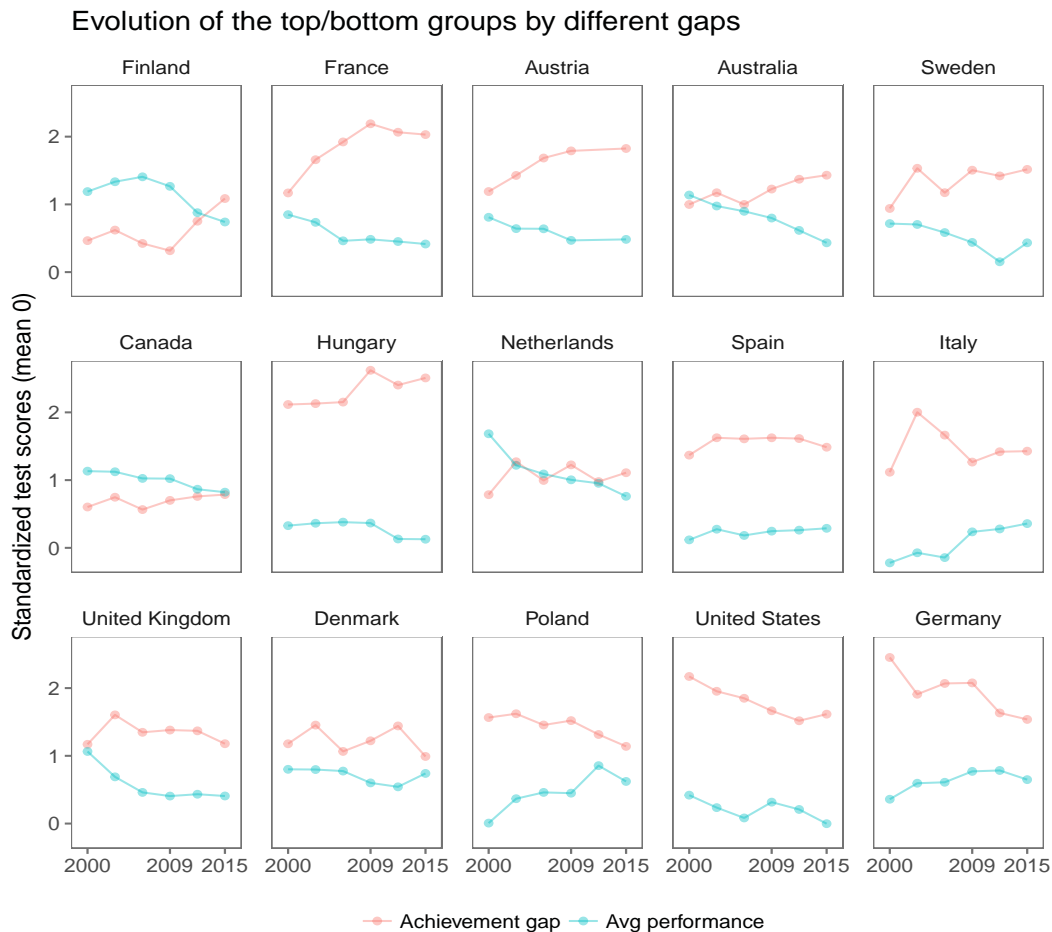 Evolution of the top/bottom groups by different gaps
Finland France Austria Australia Sweden
2
1
0
Canada Hungary Netherlands Spain Italy
2
1
0
United Kingdom Denmark Poland United States Germany
2
1
0
2000 2009 2015 2000 2009 2015 2000 2009 2015 2000 2009 2015 2000 2009 2015
Standardized test scores (mean 0)
Achievement gap Avg performance